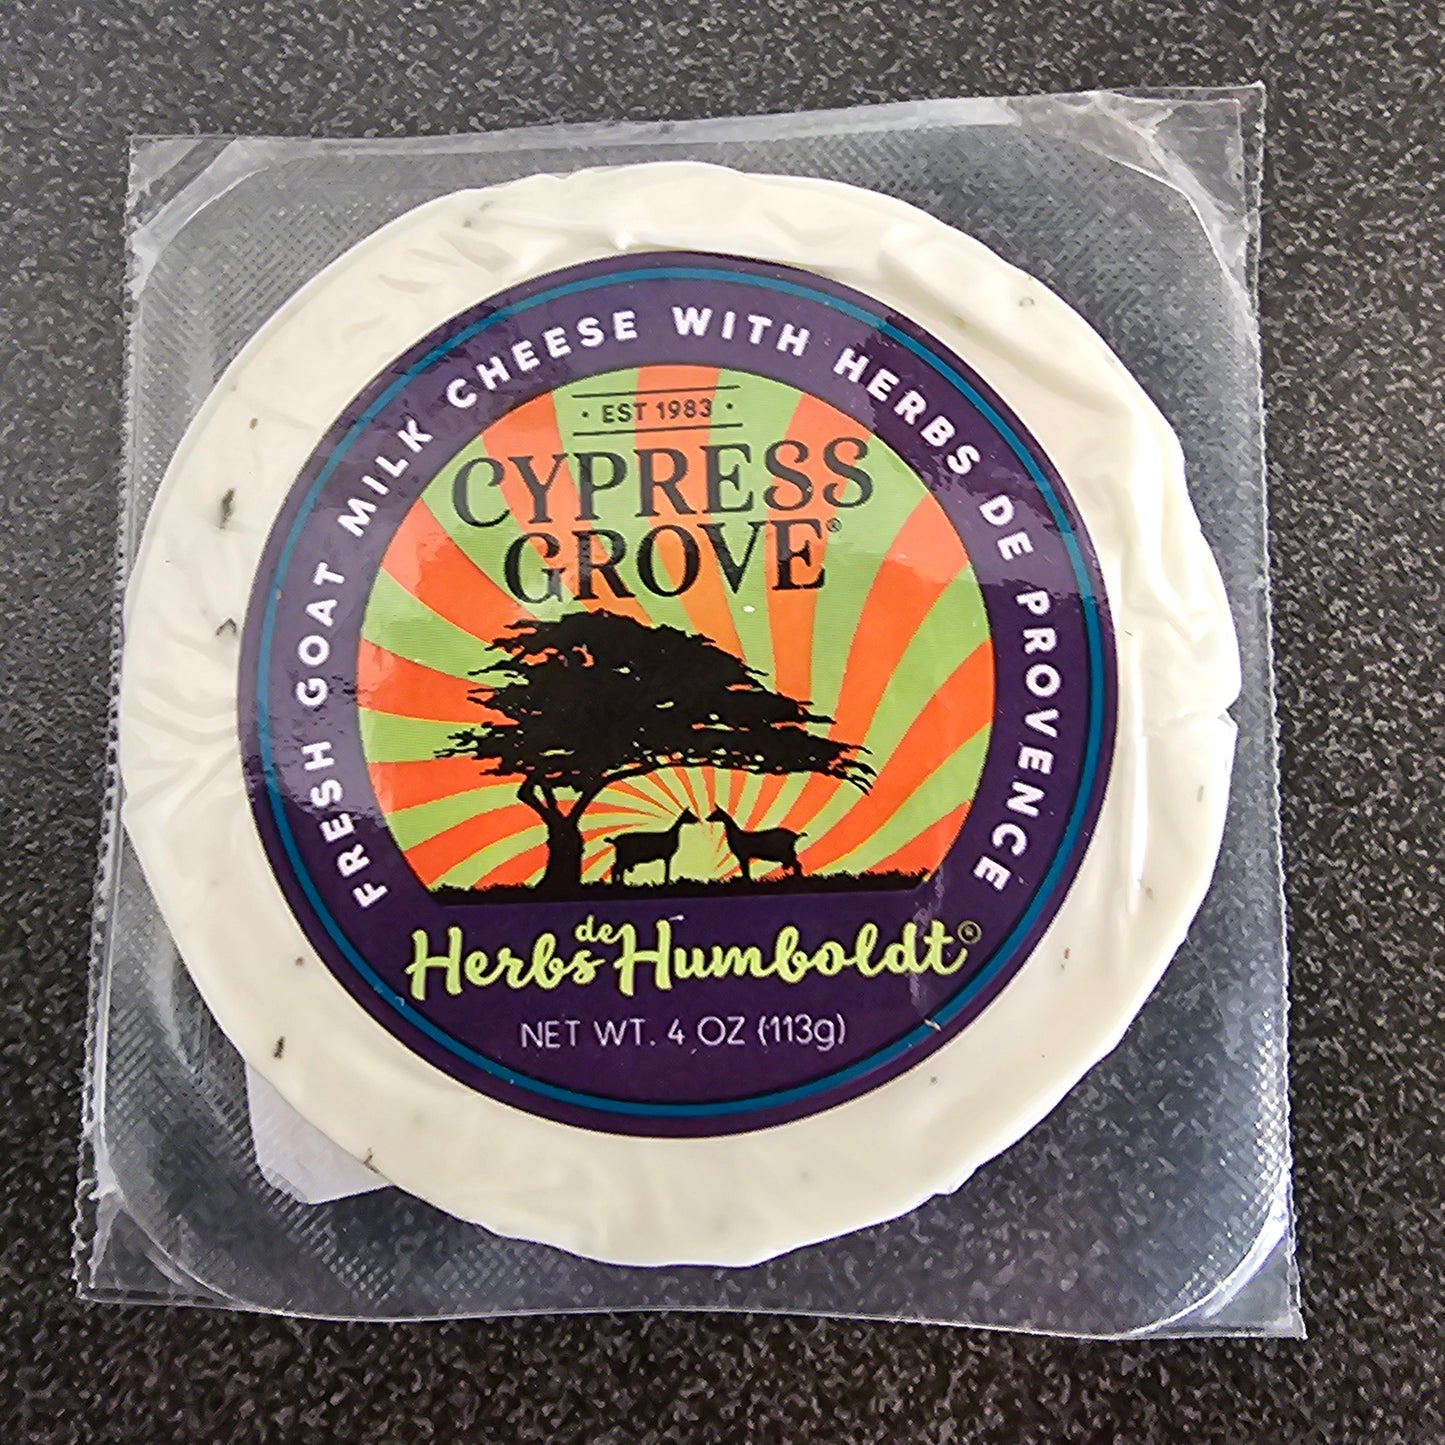 FRESH GOAT MILK CHEESE WITH HERBS DE PROVENCE
· EST 1983 ·
CYPRESS
GROVE®
Herbs de Humboldt®
NET WT. 4 OZ (113g)